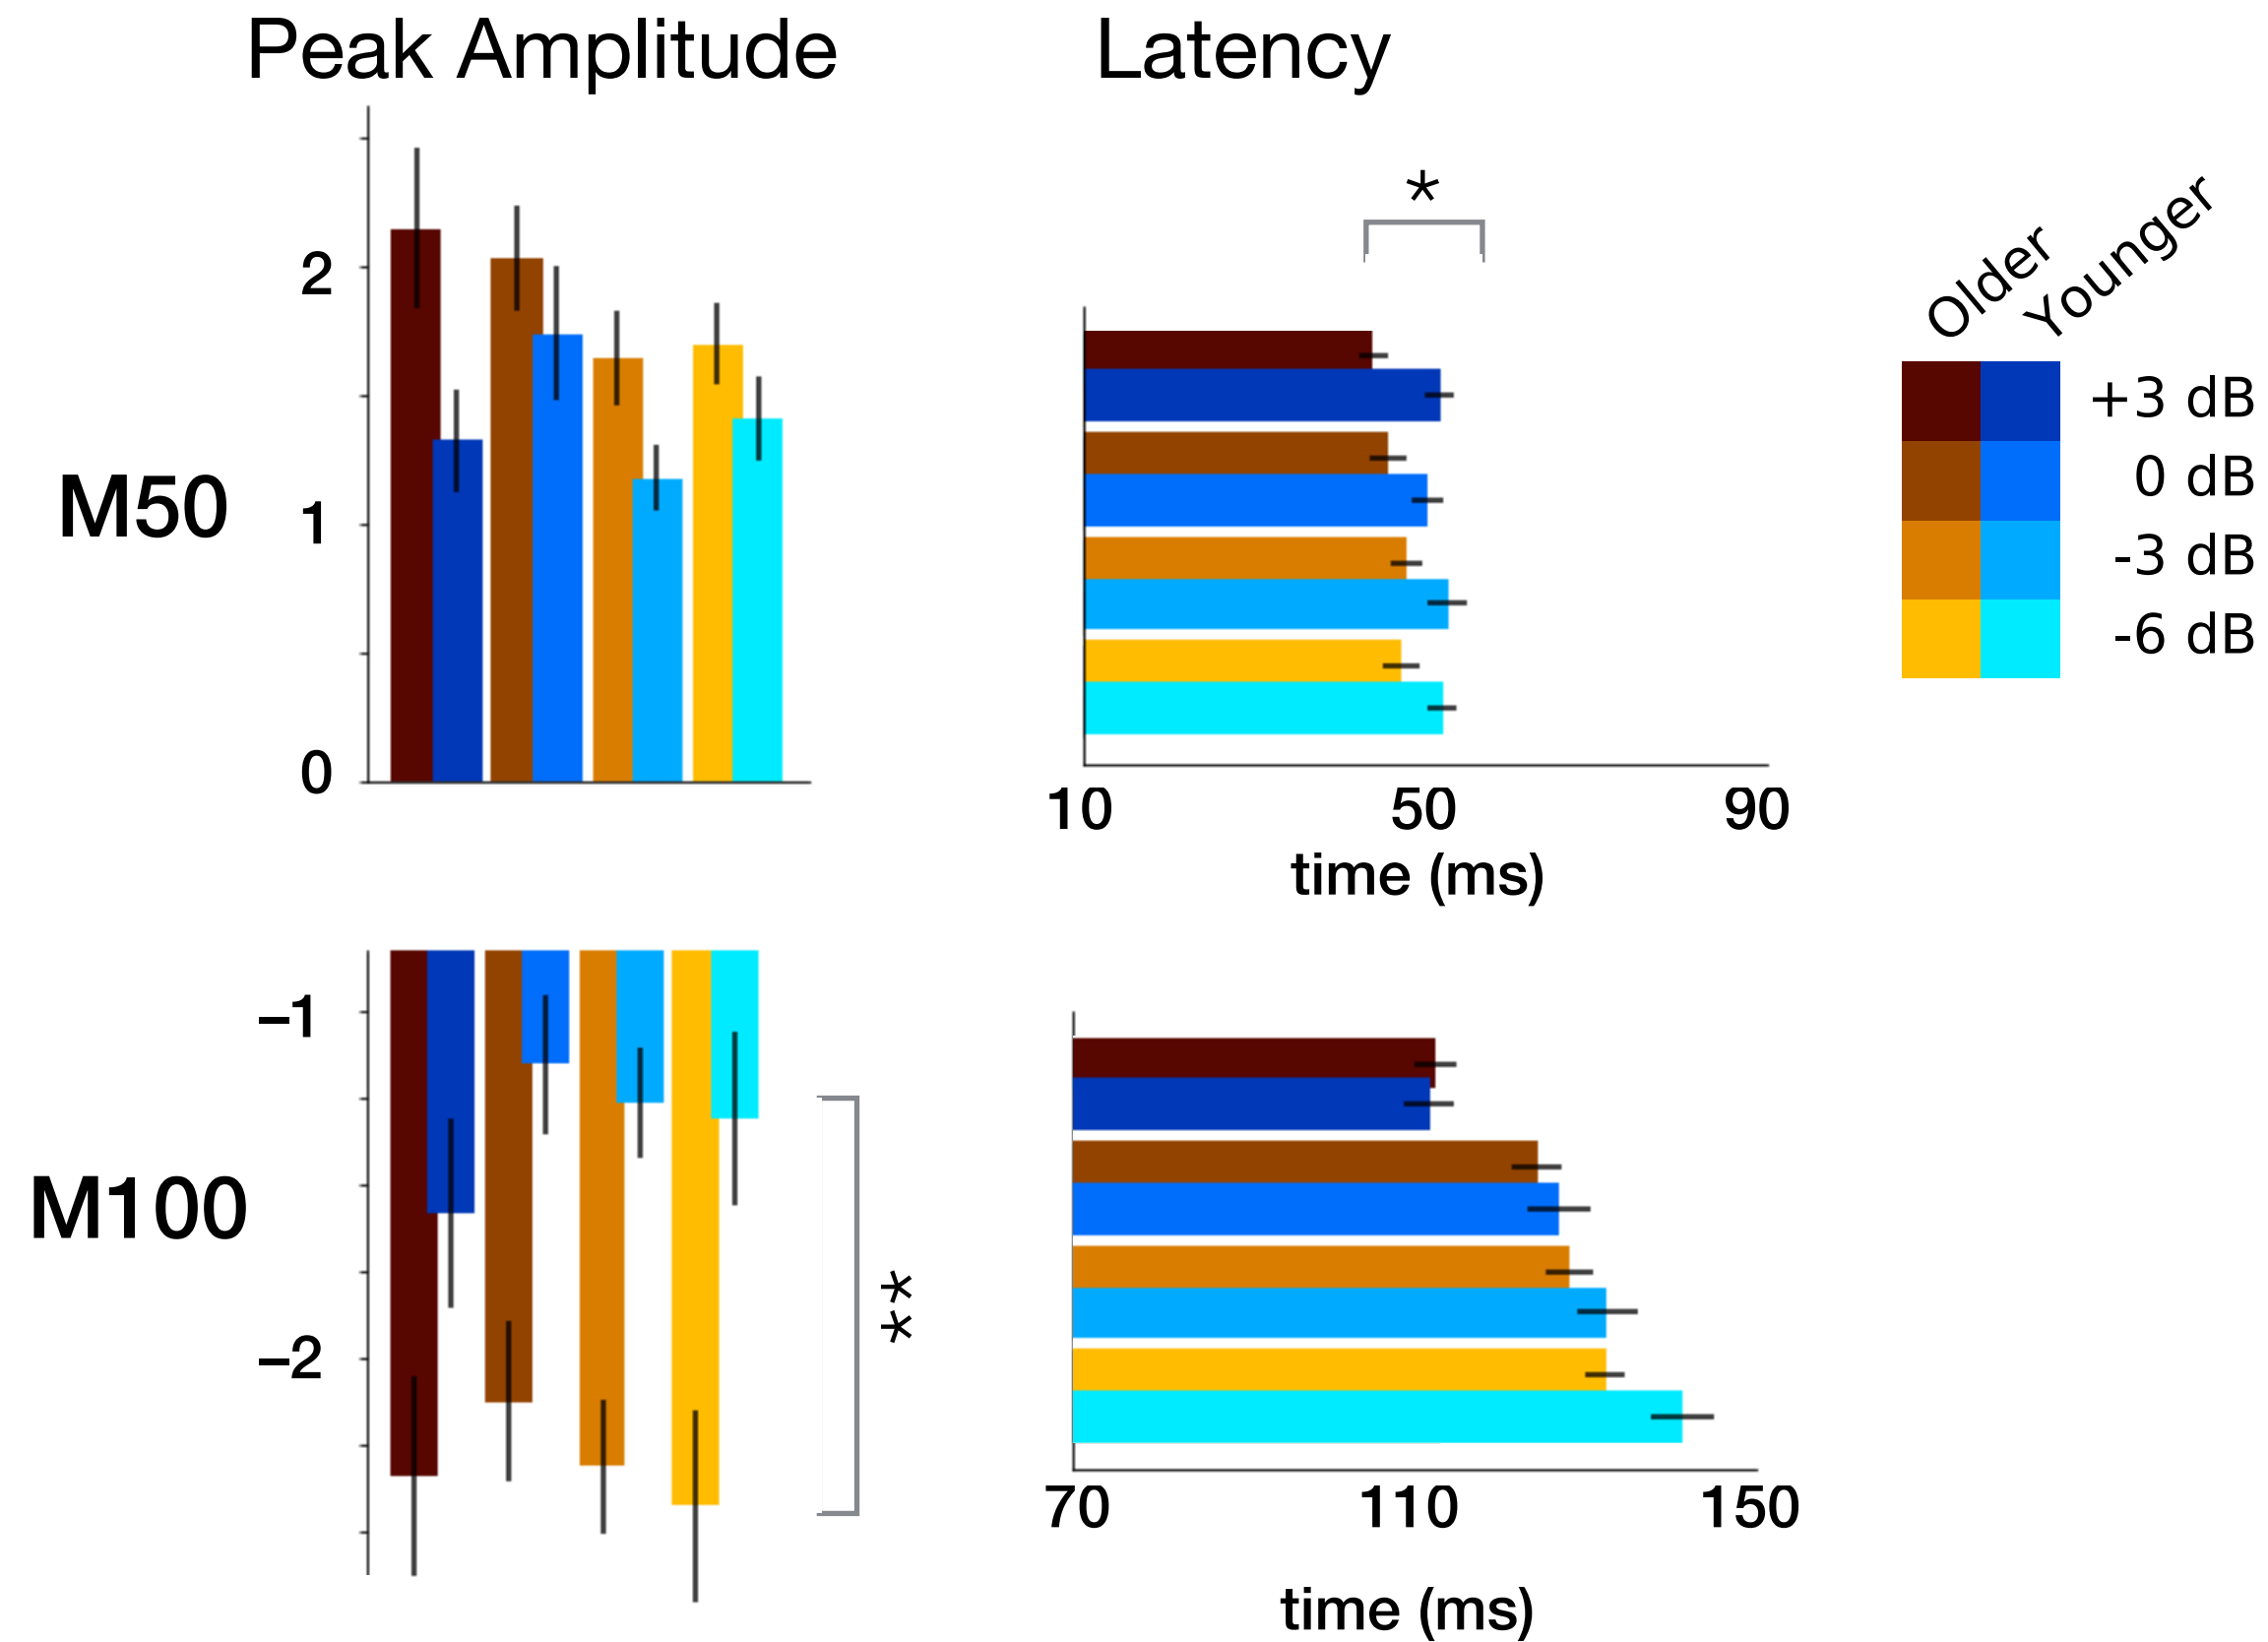 Peak Amplitude
Latency
*
Older
Younger
+3 dB
0 dB
-3 dB
-6 dB
M50
2
1
0
10 50 90
time (ms)
M100
−1
−2
**
70 110 150
time (ms)